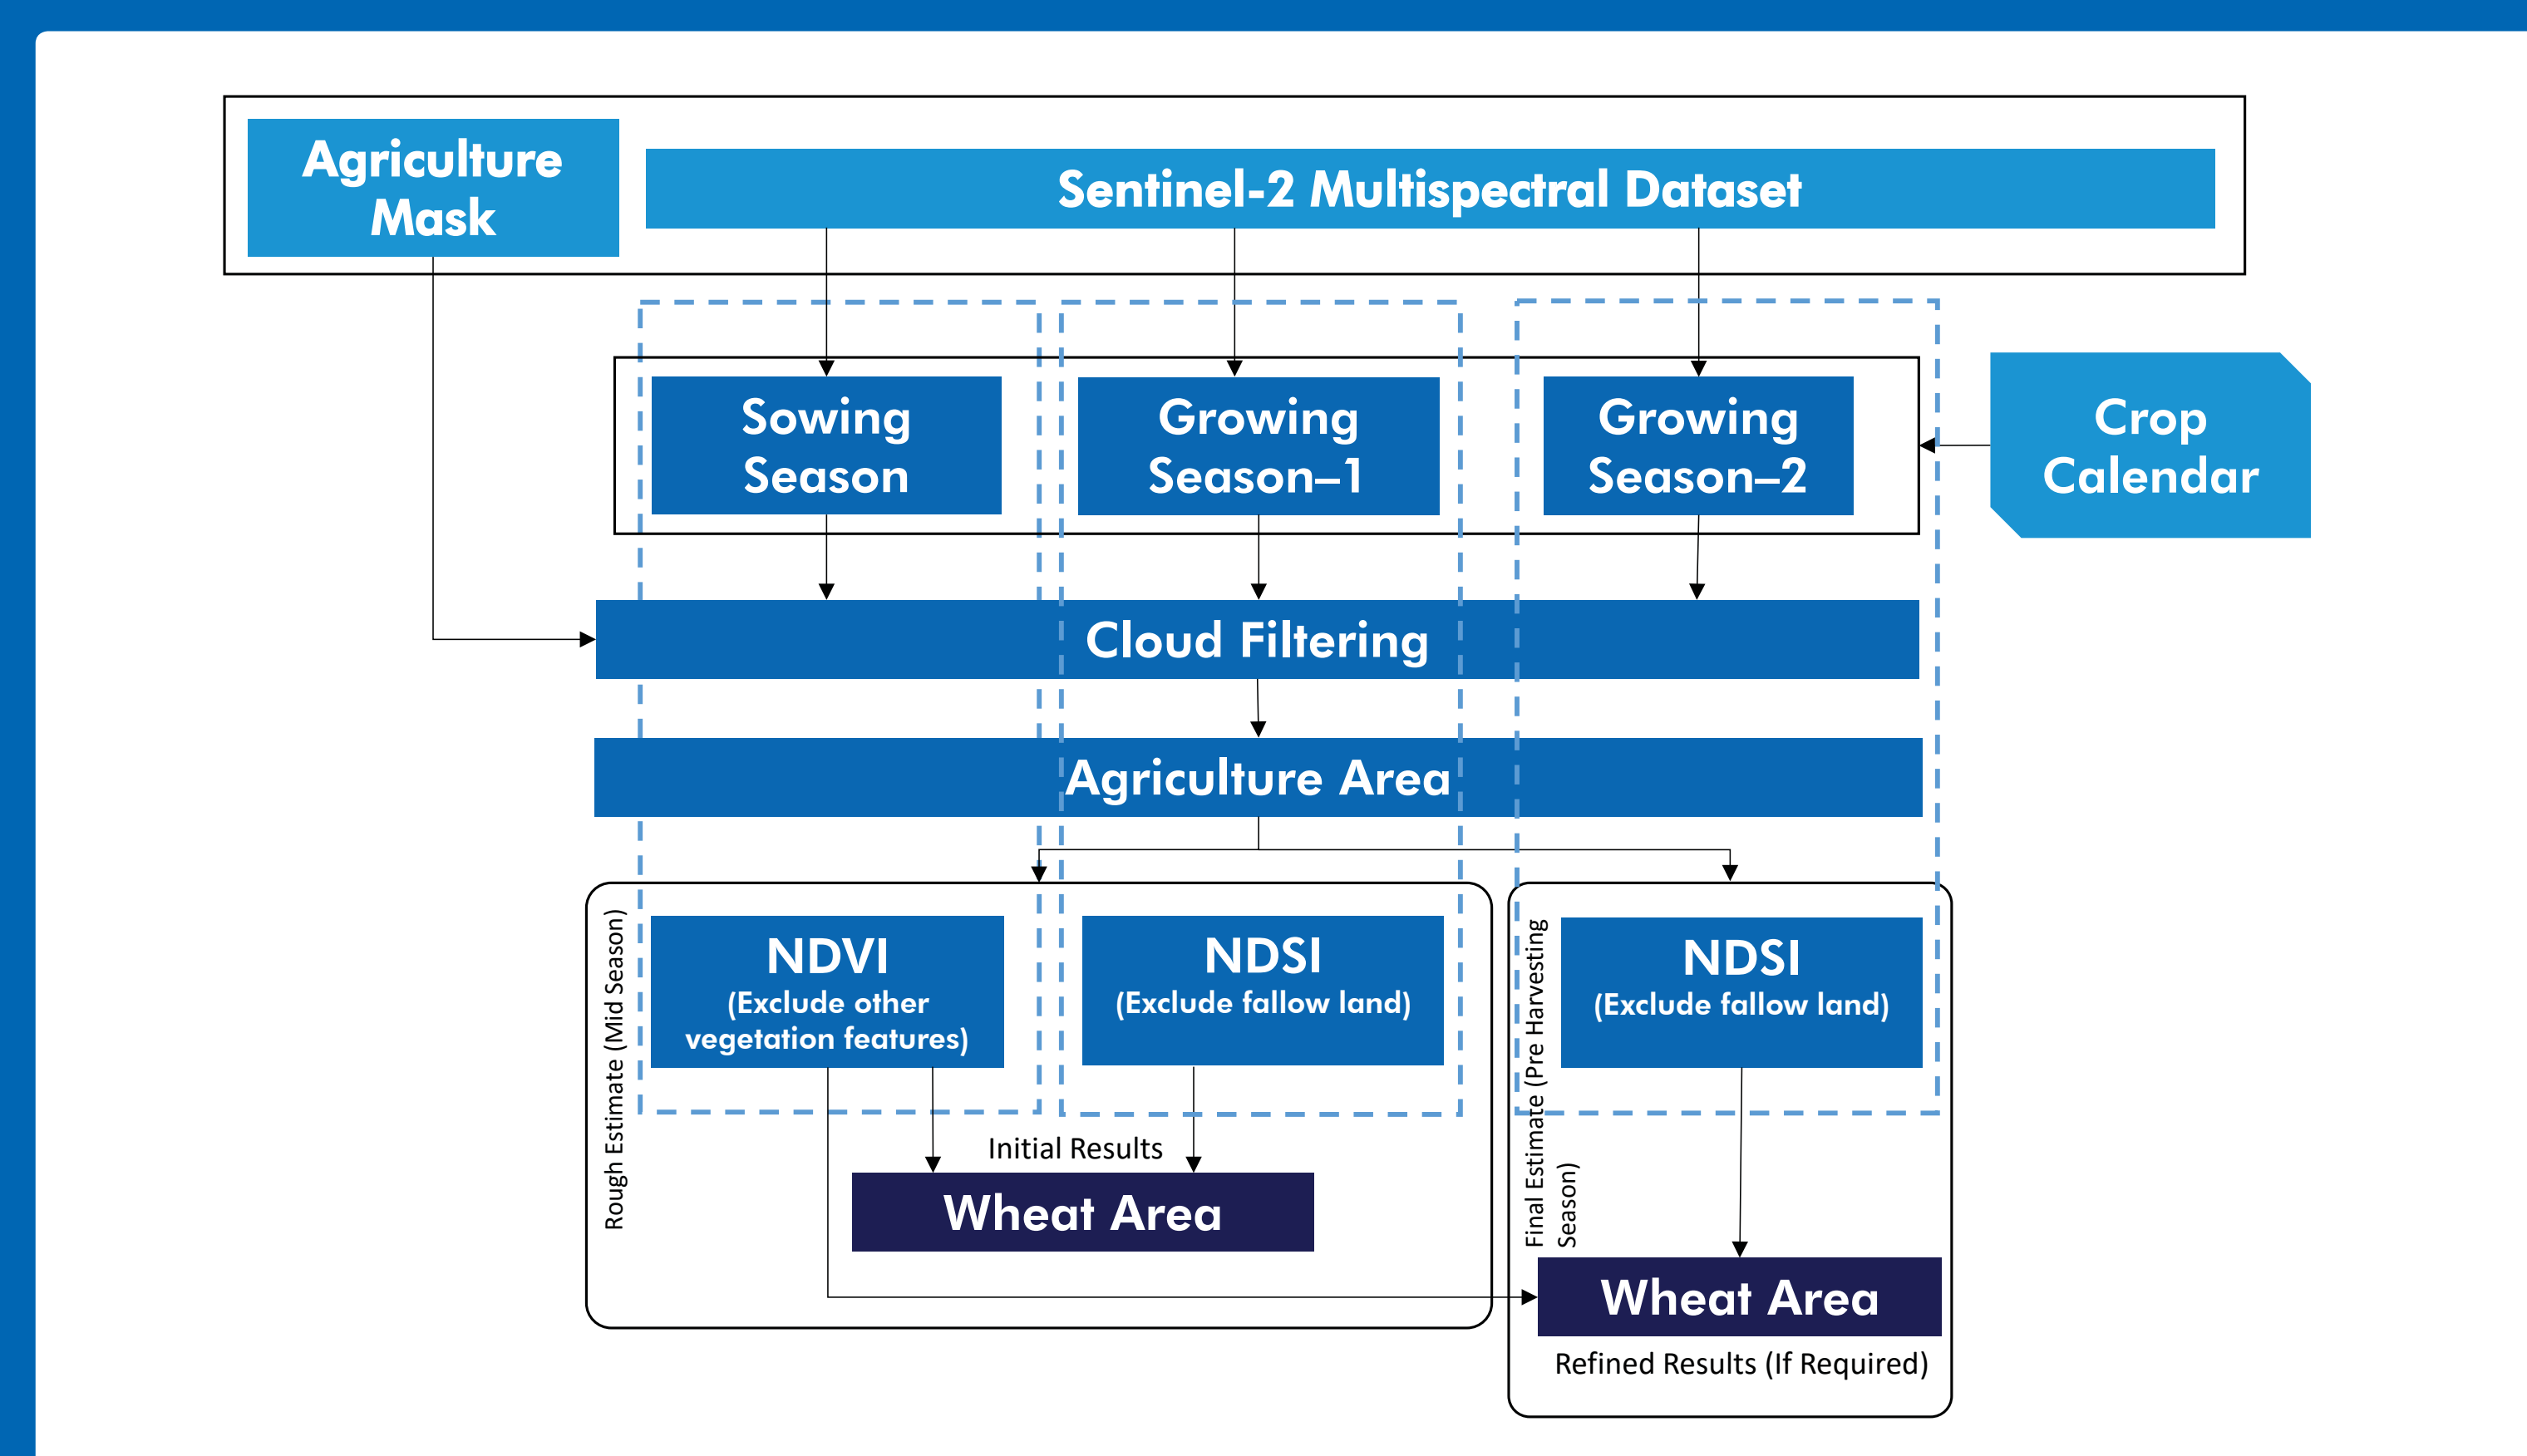 Agriculture
Mask
Sentinel-2 Multispectral Dataset
Sowing
Season
Growing
Season–1
Growing
Season–2
Crop
Calendar
Cloud Filtering
Agriculture Area
Rough Estimate (Mid Season)
NDVI
(Exclude other
vegetation features)
NDSI
(Exclude fallow land)
Initial Results
Wheat Area
Final Estimate (Pre Harvesting
Season)
NDSI
(Exclude fallow land)
Wheat Area
Refined Results (If Required)